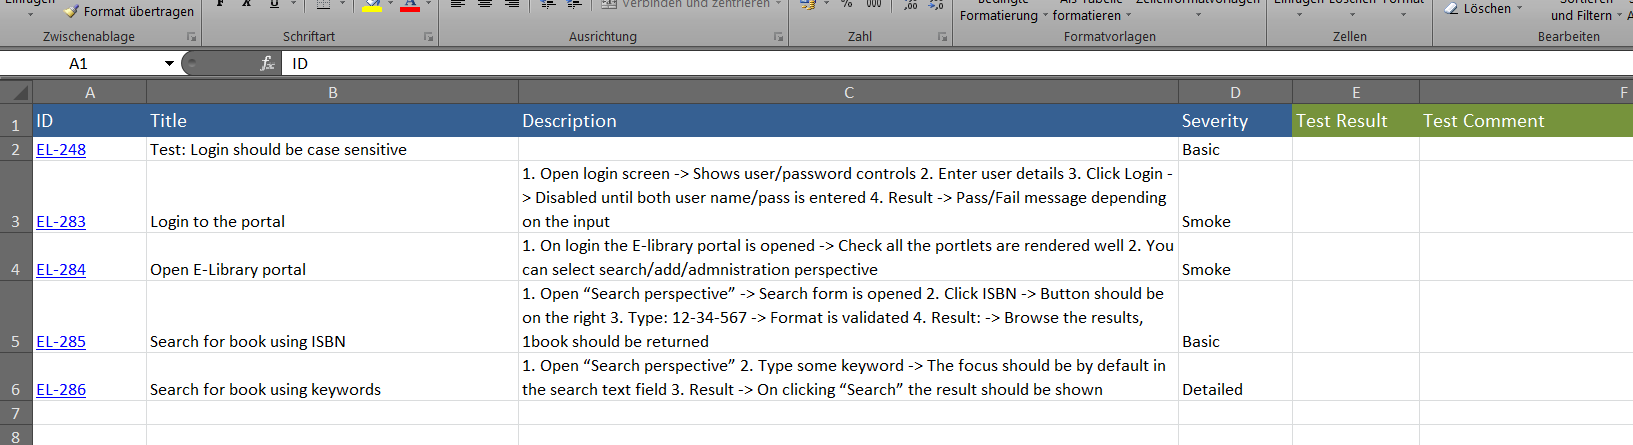 Einfügen
Format übertragen
F K U
A
Verbinden und zentrieren
% 000
Bedingte Als Tabelle Zellenformatvorlagen
Formatierung formatieren
Einfügen Löschen Format
Löschen
Sortieren
und Filtern
Zwischenablage Schriftart Ausrichtung Zahl Formatvorlagen Zellen Bearbeiten
A1 fx ID
A B C D E F
1 ID Title Description Severity Test Result Test Comment
2 EL-248 Test: Login should be case sensitive Basic
1. Open login screen -> Shows user/password controls 2. Enter user details 3. Click Login -
> Disabled until both user name/pass is entered 4. Result -> Pass/Fail message depending
3 EL-283 Login to the portal on the input Smoke
1. On login the E-library portal is opened -> Check all the portlets are rendered well 2. You
4 EL-284 Open E-Library portal can select search/add/admnistration perspective Smoke
1. Open “Search perspective” -> Search form is opened 2. Click ISBN -> Button should be
on the right 3. Type: 12-34-567 -> Format is validated 4. Result: -> Browse the results,
5 EL-285 Search for book using ISBN 1book should be returned Basic
1. Open “Search perspective” 2. Type some keyword -> The focus should be by default in
6 EL-286 Search for book using keywords the search text field 3. Result -> On clicking “Search” the result should be shown Detailed
7
8